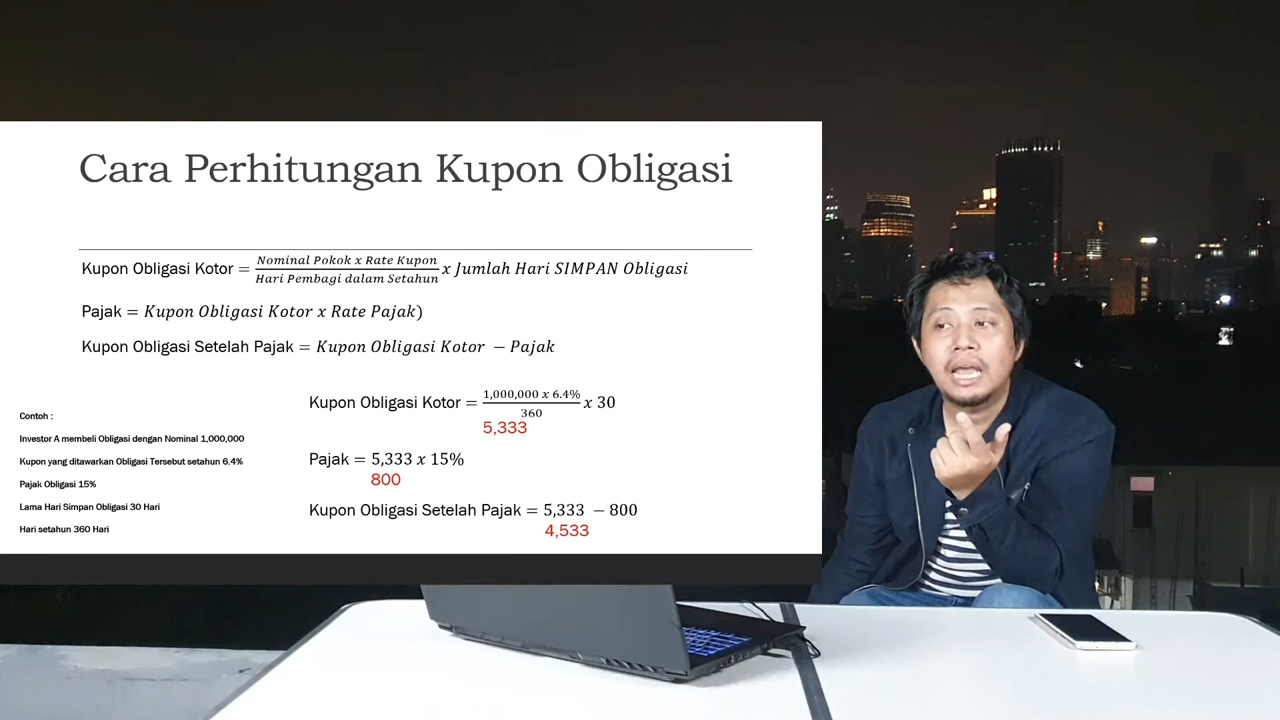 Cara Perhitungan Kupon Obligasi
Kupon Obligasi Kotor = Nominal Pokok x Rate Kupon / Hari Pembagi dalam Setahun x Jumlah Hari SIMPAN Obligasi
Pajak = Kupon Obligasi Kotor x Rate Pajak)
Kupon Obligasi Setelah Pajak = Kupon Obligasi Kotor − Pajak
Contoh :
Investor A membeli Obligasi dengan Nominal 1,000,000
Kupon yang ditawarkan Obligasi Tersebut setahun 6.4%
Pajak Obligasi 15%
Lama Hari Simpan Obligasi 30 Hari
Hari setahun 360 Hari
Kupon Obligasi Kotor = 1,000,000 x 6.4% / 360 x 30
5,333
Pajak = 5,333 x 15%
800
Kupon Obligasi Setelah Pajak = 5,333 − 800
4,533